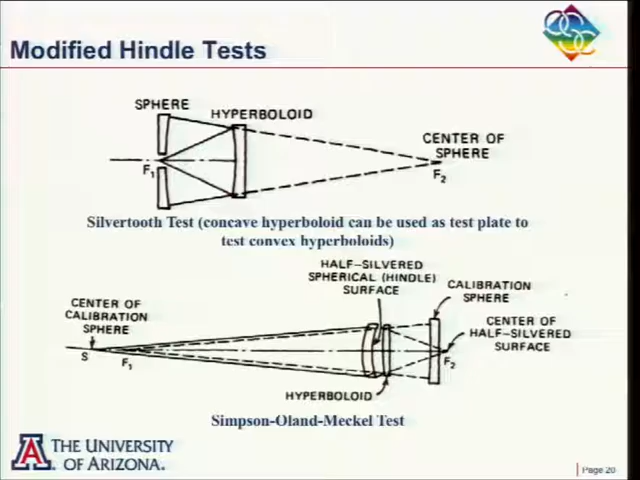 Modified Hindle Tests
SPHERE
HYPERBOLOID
CENTER OF
SPHERE
F1
F2
Silvertooth Test (concave hyperboloid can be used as test plate to
test convex hyperboloids)
HALF-SILVERED
SPHERICAL (HINDLE)
SURFACE
CALIBRATION
SPHERE
CENTER OF
CALIBRATION
SPHERE
CENTER OF
HALF-SILVERED
SURFACE
S
F1
F2
HYPERBOLOID
Simpson-Oland-Meckel Test
A
THE UNIVERSITY
OF ARIZONA.
Page 20